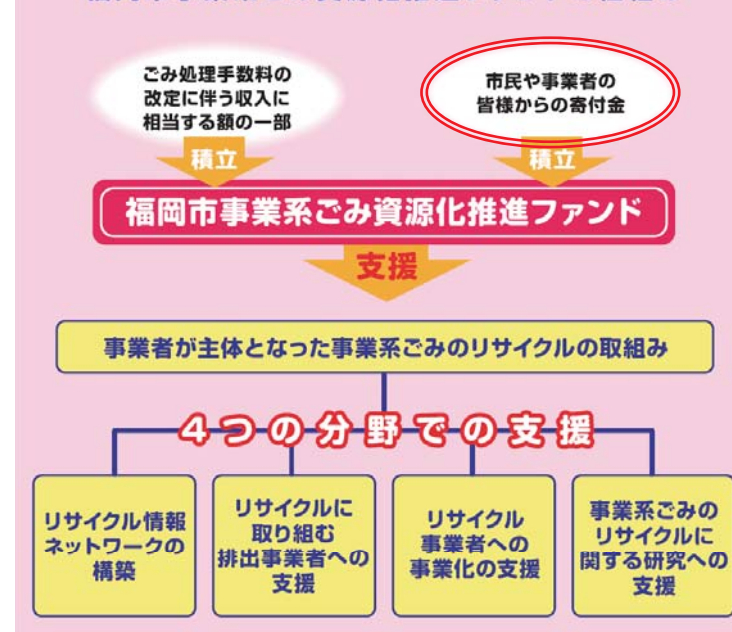 ごみ処理手数料の
改定に伴う収入に
相当する額の一部
市民や事業者の
皆様からの寄付金
積立
積立
福岡市事業系ごみ資源化推進ファンド
支援
事業者が主体となった事業系ごみのリサイクルの取組み
4つの分野での支援
リサイクル情報
ネットワークの
構築
リサイクルに
取り組む
排出事業者への
支援
リサイクル
事業者への
事業化の支援
事業系ごみの
リサイクルに
関する研究への
支援